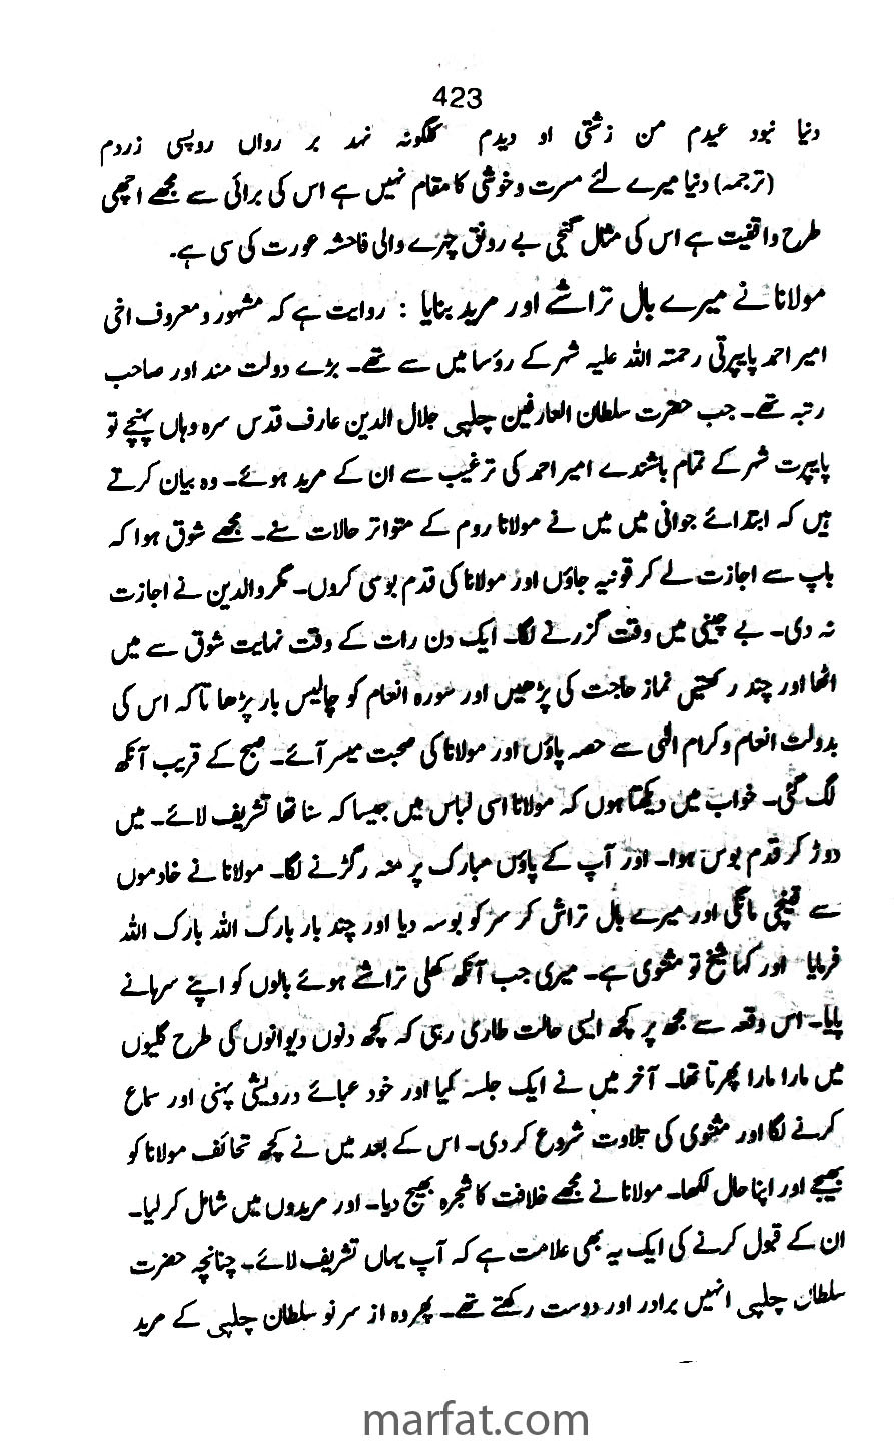 423
دنیا نبود عیدم من زشتی او دیدم گلگونہ نہد بر رواں روسپی زردم
(ترجمہ) دنیا میرے لئے مسرت و خوشی کا مقام نہیں ہے اس کی برائی سے مجھے اچھی
طرح واقفیت ہے اس کی مثال گنجی بے رونق چہرے والی فاحشہ عورت کی سی ہے۔
مولانا نے میرے بال تراشے اور مرید بنایا : روایت ہے کہ مشہور و معروف اخی
امیر احمد پاپیرتی رحمتہ اللہ علیہ شہر کے رؤسا میں سے تھے۔ بڑے دولت مند اور صاحب
رتبہ تھے۔ جب حضرت سلطان العارفین چلپی جلال الدین عارف قدس سرہ وہاں پہنچے تو
پاپیرت شہر کے تمام باشندے امیر احمد کی ترغیب سے ان کے مرید ہوئے۔ وہ بیان کرتے
ہیں کہ ابتدائے جوانی میں میں نے مولانا روم کے متواتر حالات سنے۔ مجھے شوق ہوا کہ
باپ سے اجازت لے کر قونیہ جاؤں اور مولانا کی قدم بوسی کروں۔ مگر والدین نے اجازت
نہ دی۔ بے چینی میں وقت گزرنے لگا۔ ایک دن رات کے وقت نہایت شوق سے میں
اٹھا اور چند رکعتیں نماز حاجت کی پڑھیں اور سورہ انعام کو چالیس بار پڑھا تاکہ اس کی
بدولت انعام و کرام الٰہی سے حصہ پاؤں اور مولانا کی صحبت میسر آئے۔ صبح کے قریب آنکھ
لگ گئی۔ خواب میں دیکھتا ہوں کہ مولانا اسی لباس میں جیسا کہ سنا تھا تشریف لائے۔ میں
دوڑ کر قدم بوس ہوا۔ اور آپ کے پاؤں مبارک پر منہ رگڑنے لگا۔ مولانا نے خادموں
سے قینچی مانگی اور میرے بال تراش کر سر کو بوسہ دیا اور چند بار بارک اللہ بارک اللہ
فرمایا اور کہا شیخ تو مثنوی ہے۔ میری جب آنکھ کھلی تراشے ہوئے بالوں کو اپنے سرہانے
پایا۔ اس وقعہ سے مجھ پر کچھ ایسی حالت طاری رہی کہ کچھ دنوں دیوانوں کی طرح گلیوں
میں مارا مارا پھرتا تھا۔ آخر میں نے ایک جلسہ کیا اور خود عبائے درویشی پہنی اور سماع
کرنے لگا اور مثنوی کی تلاوت شروع کر دی۔ اس کے بعد میں نے کچھ تحائف مولانا کو
بھیجے اور اپنا حال لکھا۔ مولانا نے مجھے خلافت کا شجرہ بھیج دیا۔ اور مریدوں میں شامل کر لیا۔
ان کے قبول کرنے کی ایک یہ بھی علامت ہے کہ آپ یہاں تشریف لائے۔ چنانچہ حضرت
سلطان چلپی انہیں برادر اور دوست رکھتے تھے۔ پھر وہ از سر نو سلطان چلپی کے مرید
marfat.com